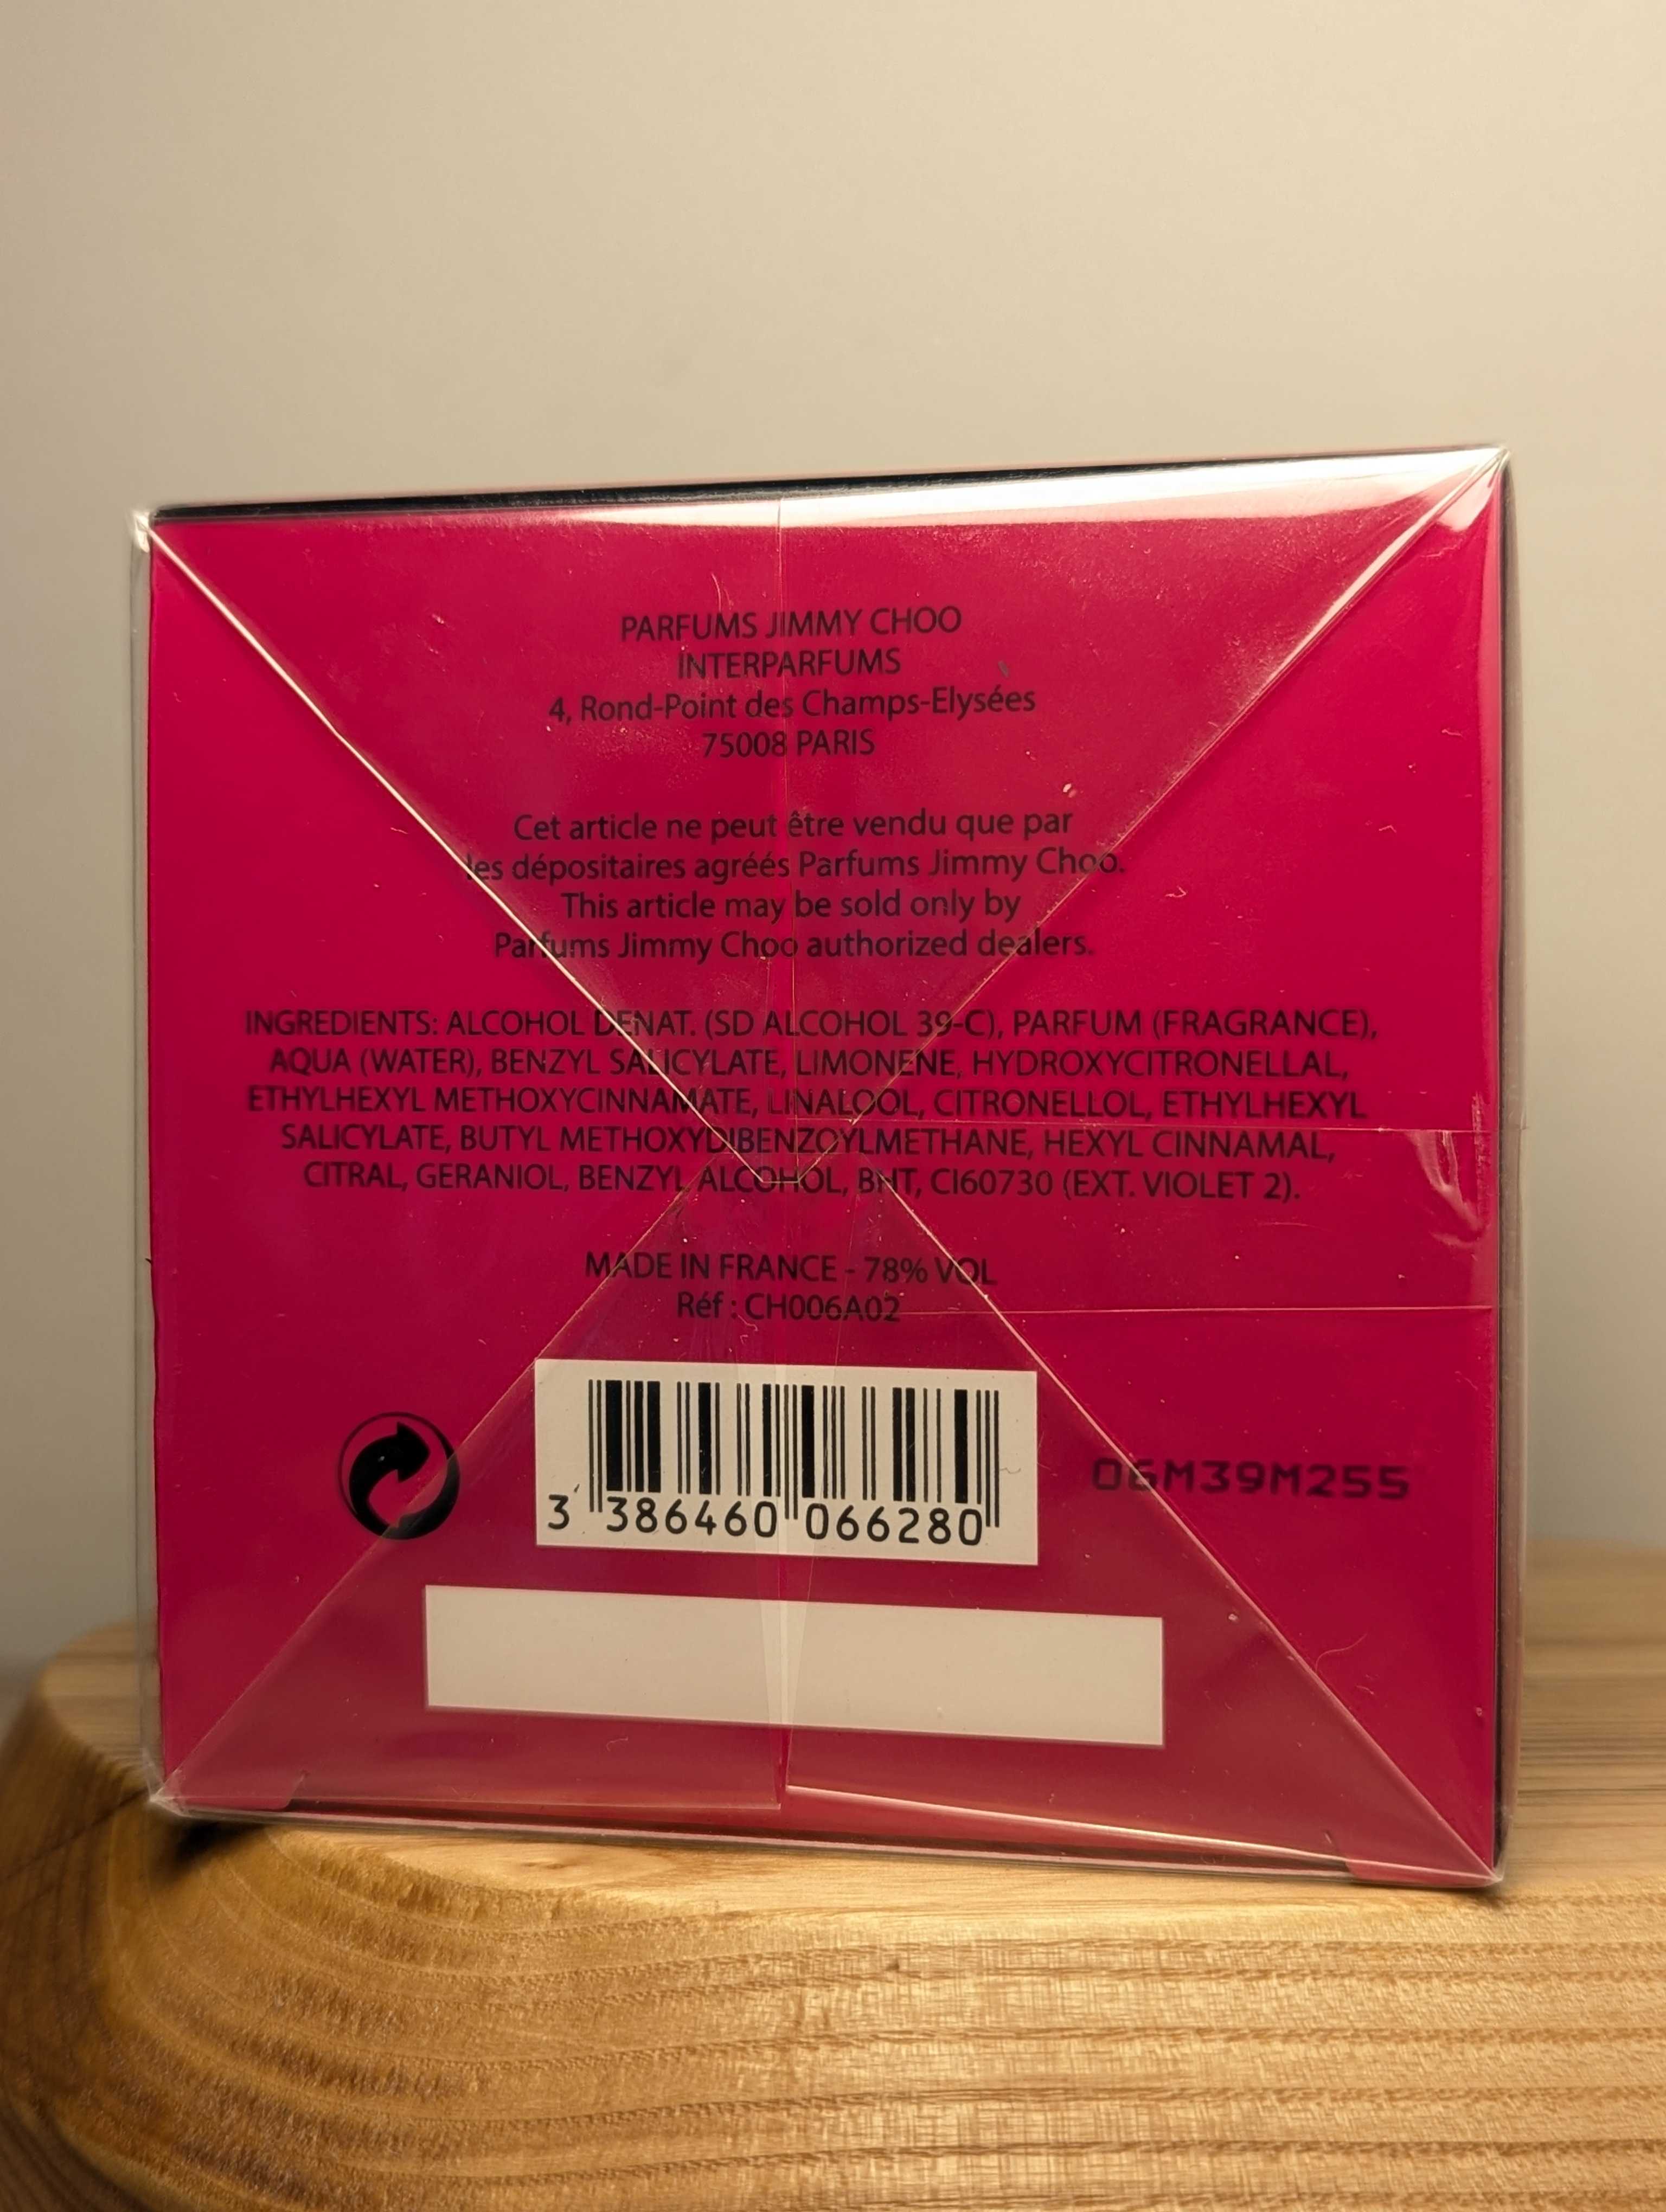 PARFUMS JIMMY CHOO
INTERPARFUMS
4, Rond-Point des Champs-Elysées
75008 PARIS
Cet article ne peut être vendu que par
les dépositaires agréés Parfums Jimmy Choo.
This article may be sold only by
Parfums Jimmy Choo authorized dealers.
INGREDIENTS: ALCOHOL DENAT. (SD ALCOHOL 39-C), PARFUM (FRAGRANCE),
AQUA (WATER), BENZYL SALICYLATE, LIMONENE, HYDROXYCITRONELLAL,
ETHYLHEXYL METHOXYCINNAMATE, LINALOOL, CITRONELLOL, ETHYLHEXYL
SALICYLATE, BUTYL METHOXYDIBENZOYLMETHANE, HEXYL CINNAMAL,
CITRAL, GERANIOL, BENZYL ALCOHOL, BHT, CI60730 (EXT. VIOLET 2).
MADE IN FRANCE - 78% VOL
Réf : CH006A02
3 386460 066280
06M39M255